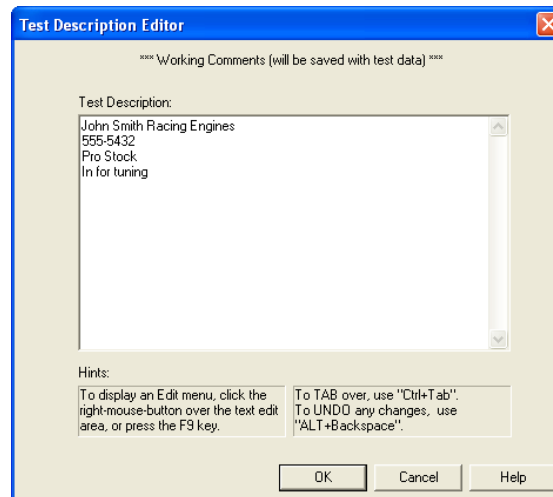 Test Description Editor
*** Working Comments (will be saved with test data) ***
Test Description:
John Smith Racing Engines
555-5432
Pro Stock
In for tuning
Hints:
To display an Edit menu, click the
right-mouse-button over the text edit
area, or press the F9 key.
To TAB over, use "Ctrl+Tab".
To UNDO any changes, use
"ALT+Backspace".
OK
Cancel
Help